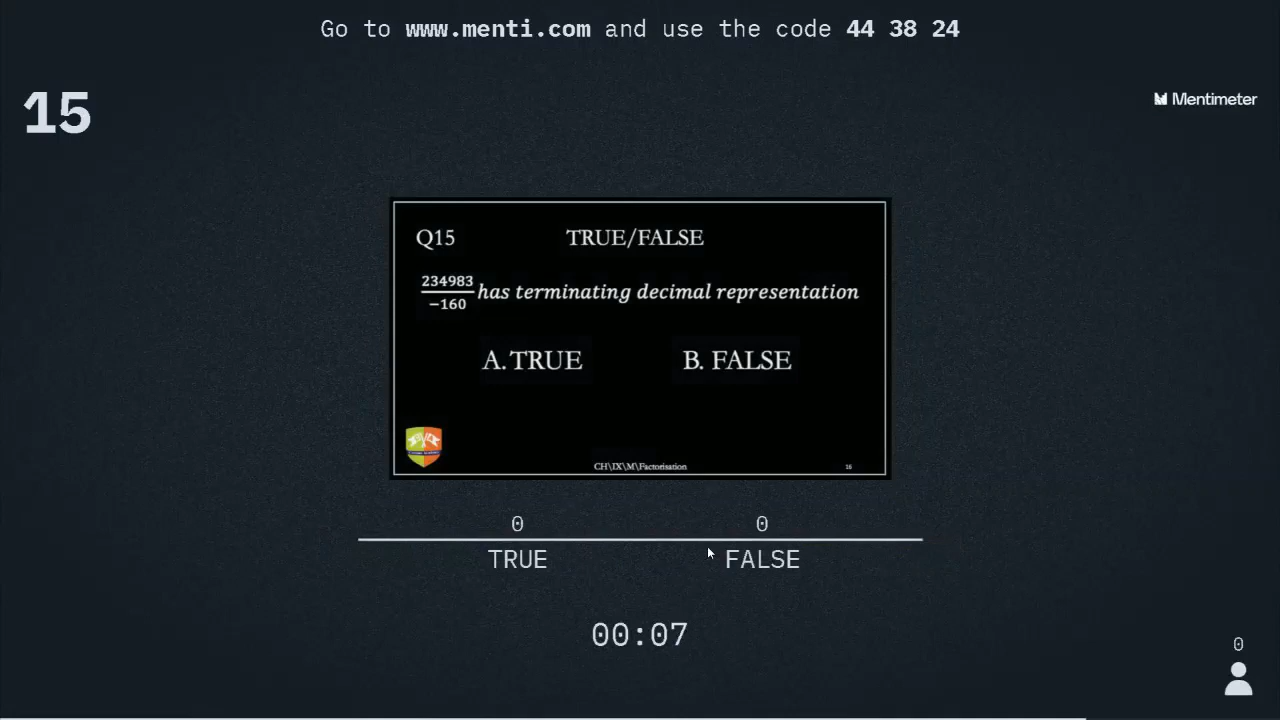 Go to www.menti.com and use the code 44 38 24
15
Mentimeter
Q15 TRUE/FALSE
234983
-160
has terminating decimal representation
A. TRUE B. FALSE
CH\IX\M\Factorisation 16
0 0
TRUE FALSE
00:07
0